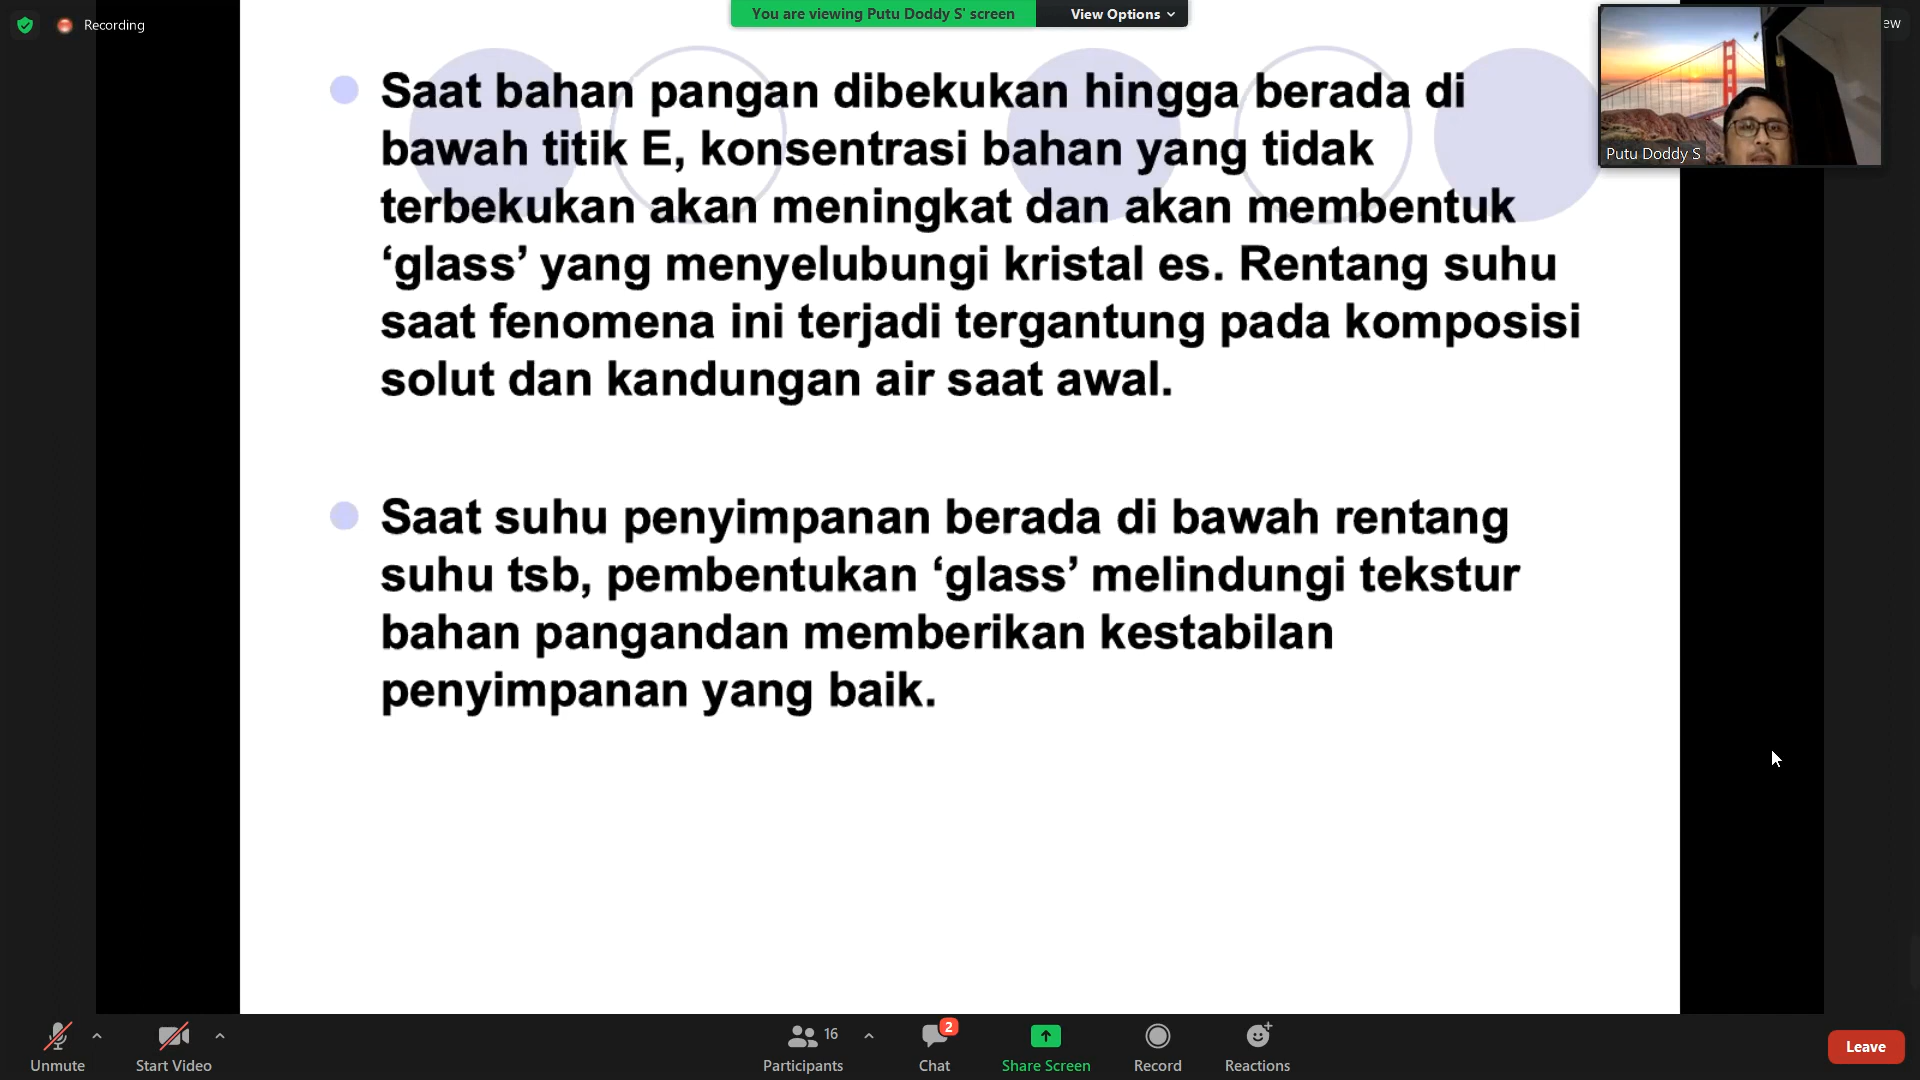 Recording
You are viewing Putu Doddy S' screen
View Options
ew
Putu Doddy S
Saat bahan pangan dibekukan hingga berada di
bawah titik E, konsentrasi bahan yang tidak
terbekukan akan meningkat dan akan membentuk
‘glass’ yang menyelubungi kristal es. Rentang suhu
saat fenomena ini terjadi tergantung pada komposisi
solut dan kandungan air saat awal.
Saat suhu penyimpanan berada di bawah rentang
suhu tsb, pembentukan ‘glass’ melindungi tekstur
bahan pangandan memberikan kestabilan
penyimpanan yang baik.
Unmute
Start Video
16
Participants
2
Chat
Share Screen
Record
Reactions
Leave